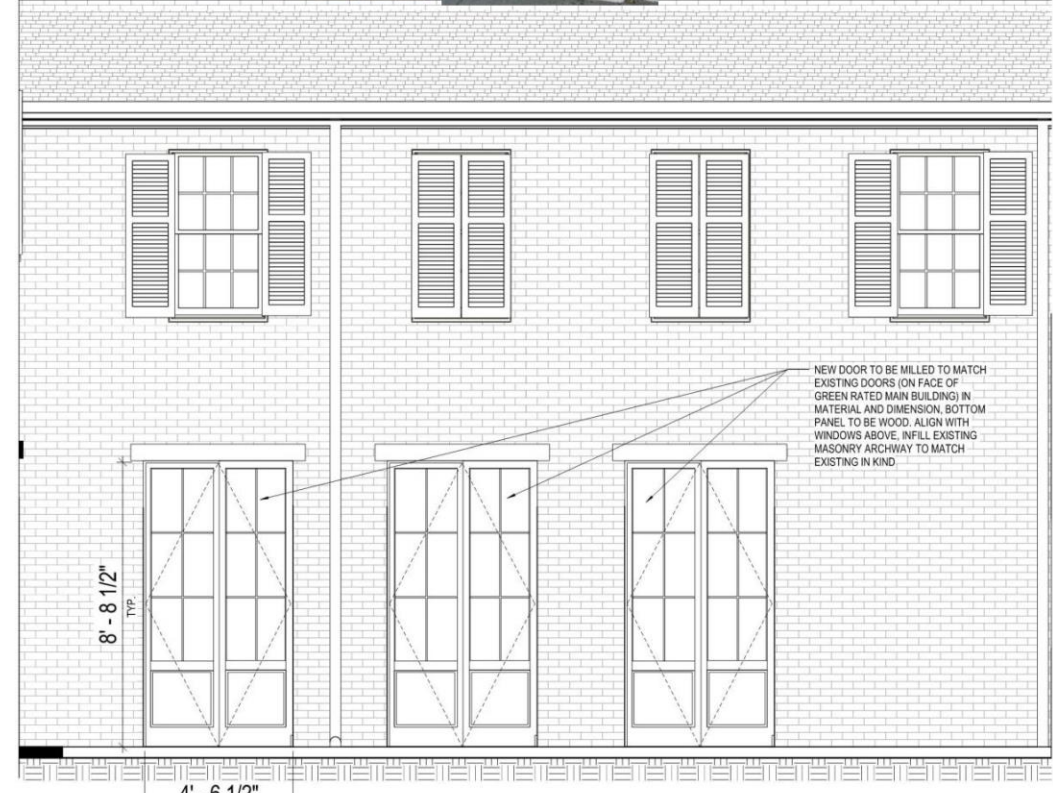 NEW DOOR TO BE MILLED TO MATCH
EXISTING DOORS (ON FACE OF
GREEN RATED MAIN BUILDING) IN
MATERIAL AND DIMENSION, BOTTOM
PANEL TO BE WOOD. ALIGN WITH
WINDOWS ABOVE, INFILL EXISTING
MASONRY ARCHWAY TO MATCH
EXISTING IN KIND
8' - 8 1/2"
TYP.
4' - 6 1/2"